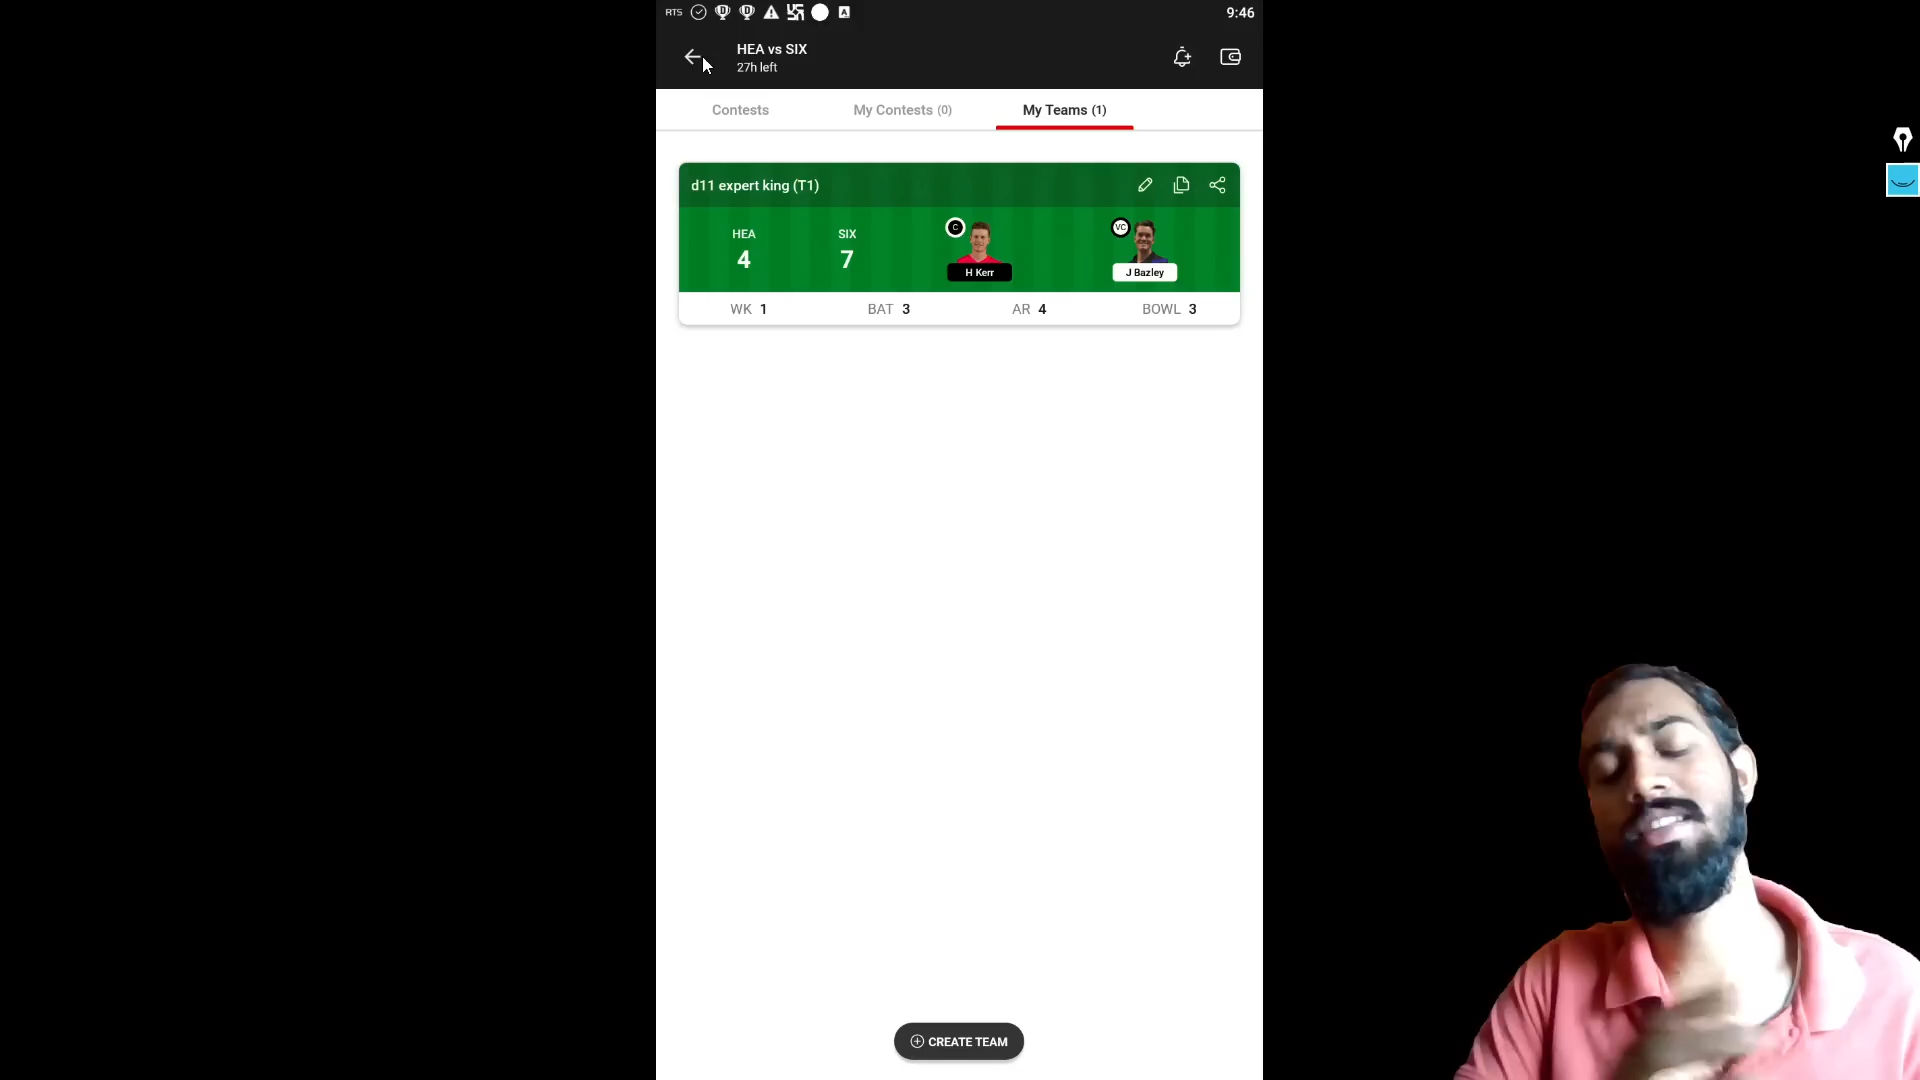 RTS 9:46
HEA vs SIX
27h left
Contests My Contests (0) My Teams (1)
d11 expert king (T1)
HEA SIX C VC
4 7
H Kerr J Bazley
WK 1 BAT 3 AR 4 BOWL 3
CREATE TEAM